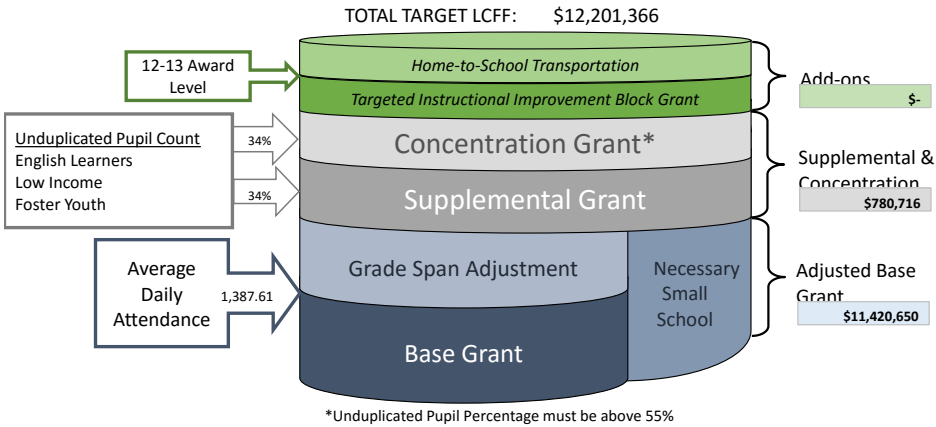 TOTAL TARGET LCFF: $12,201,366
12-13 Award
Level
Home-to-School Transportation
Targeted Instructional Improvement Block Grant
Add-ons
$-
Unduplicated Pupil Count
English Learners
Low Income
Foster Youth
34%
34%
Concentration Grant*
Supplemental Grant
Supplemental &
Concentration
$780,716
Average
Daily
Attendance
1,387.61
Grade Span Adjustment
Base Grant
Necessary
Small
School
Adjusted Base
Grant
$11,420,650
*Unduplicated Pupil Percentage must be above 55%